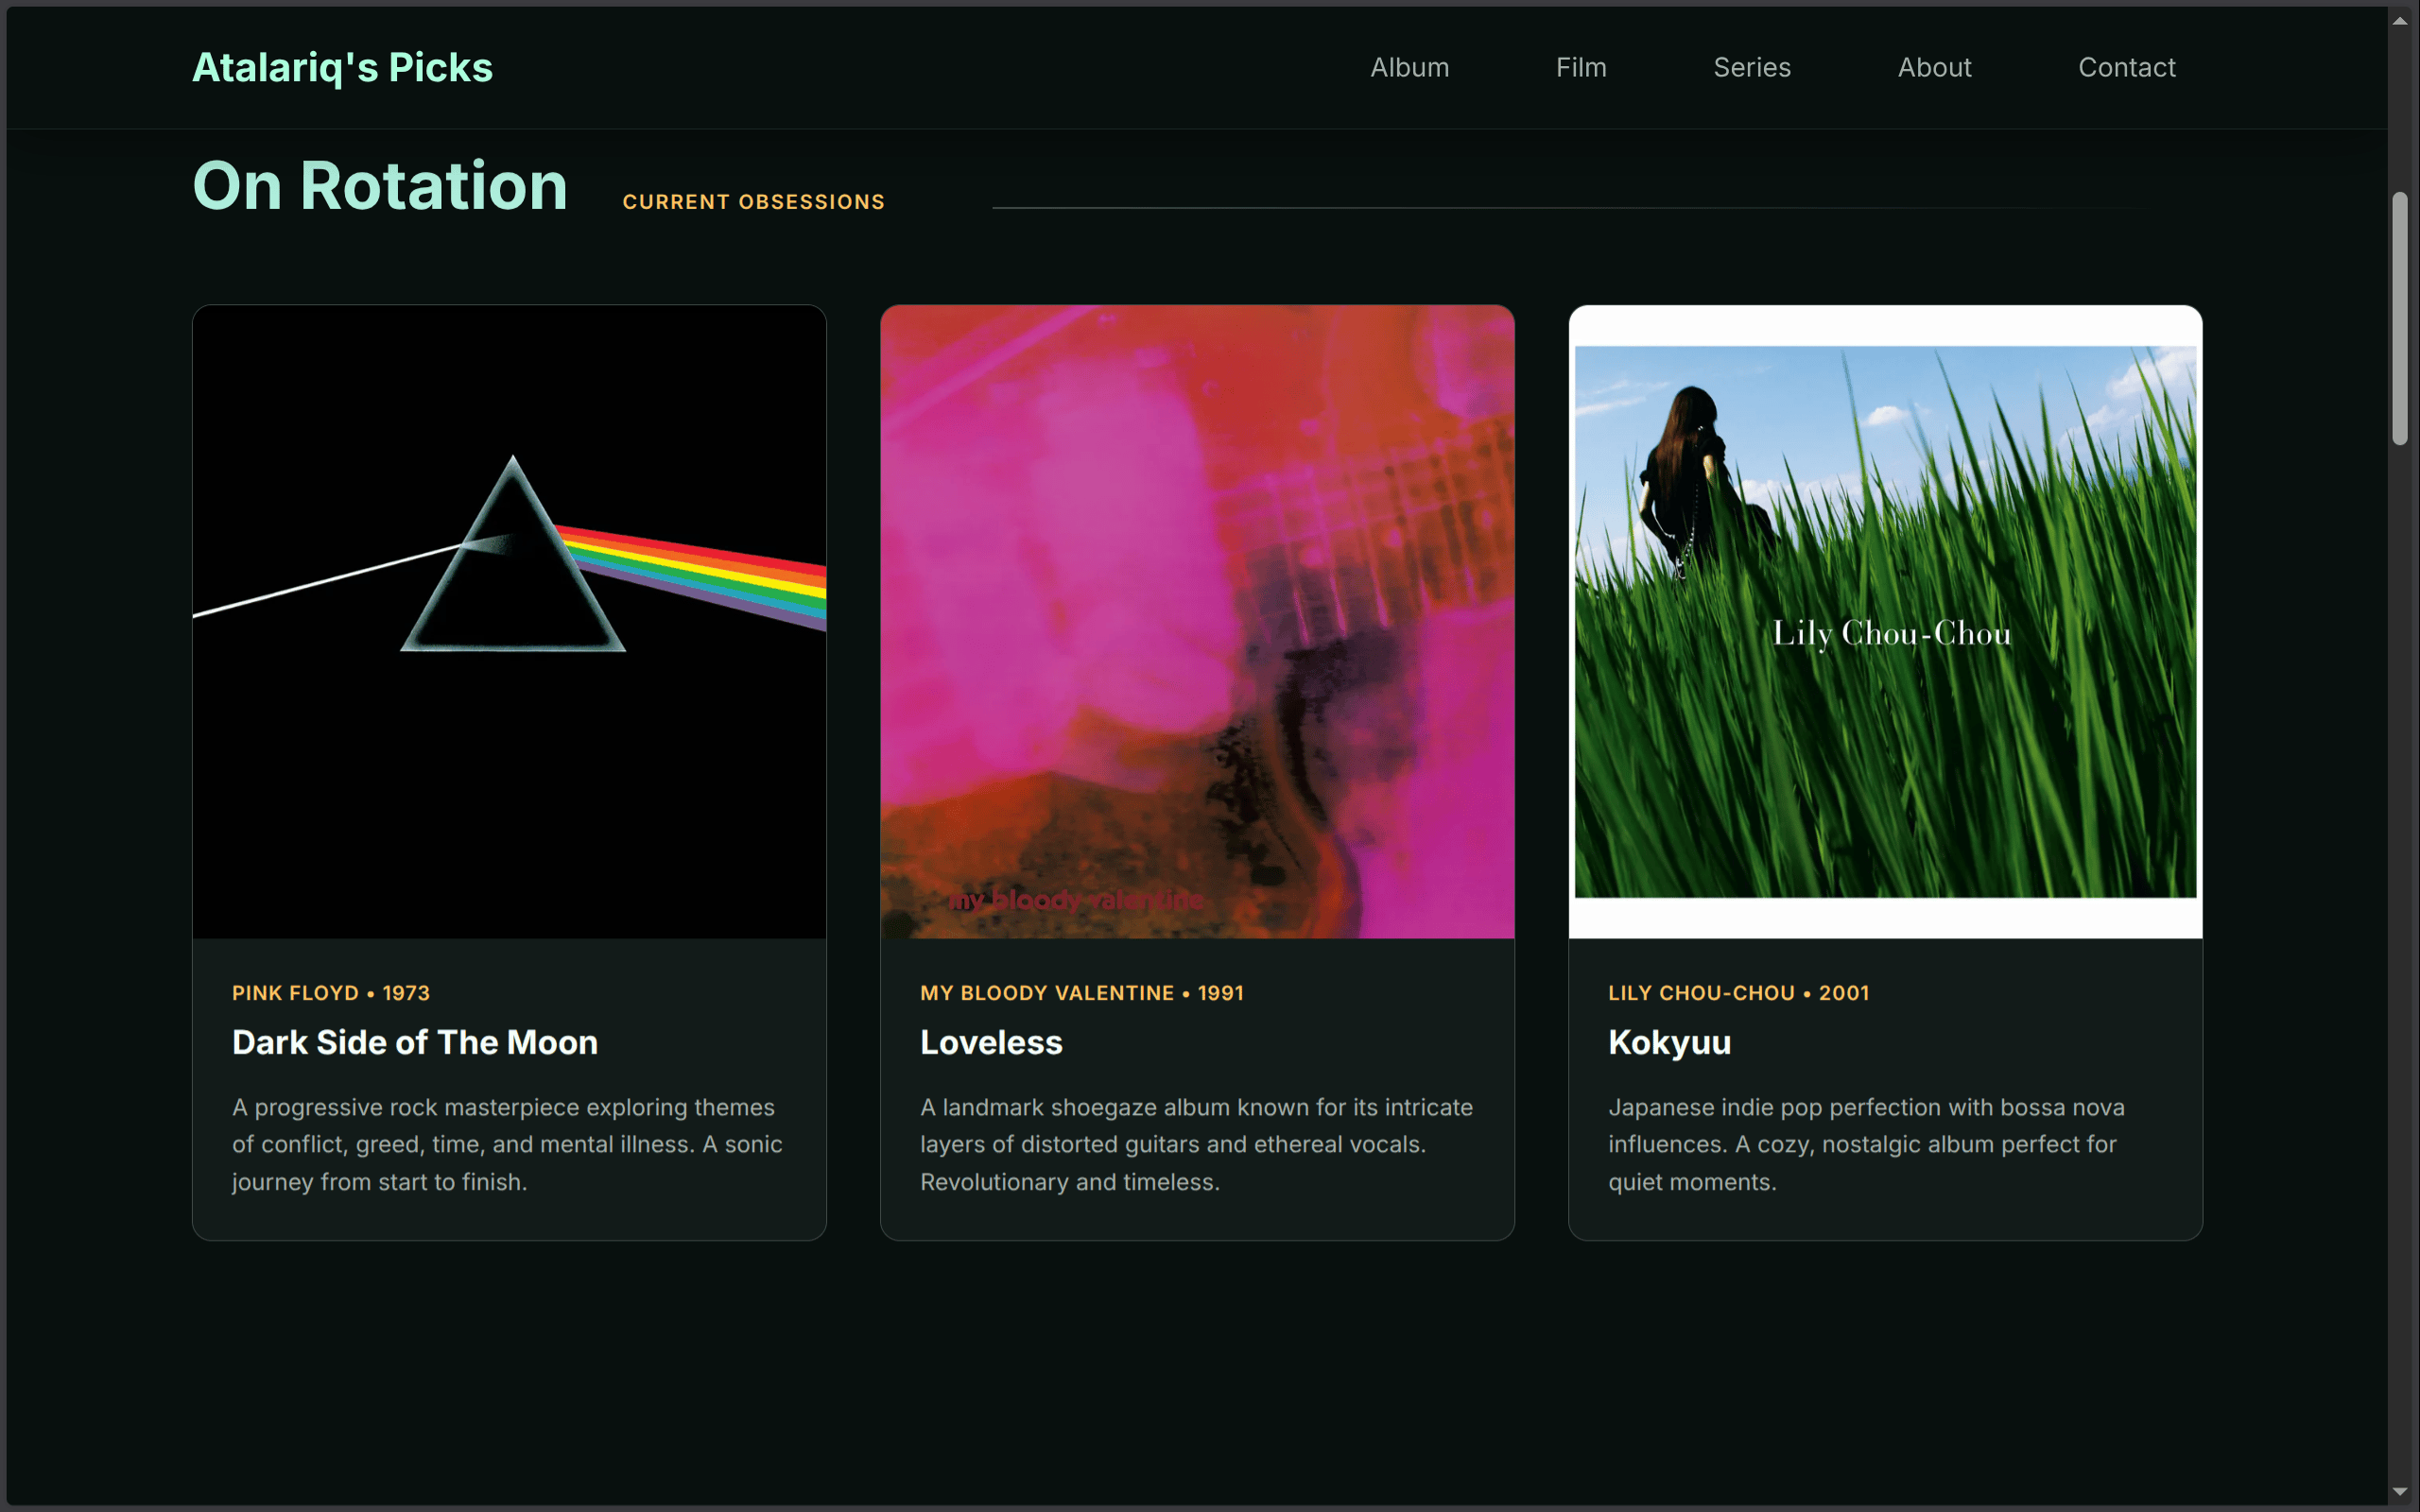 Atalariq's Picks
Album
Film
Series
About
Contact
On Rotation
CURRENT OBSESSIONS
Lily Chou-Chou
my bloody valentine
PINK FLOYD • 1973
Dark Side of The Moon
A progressive rock masterpiece exploring themes
of conflict, greed, time, and mental illness. A sonic
journey from start to finish.
MY BLOODY VALENTINE • 1991
Loveless
A landmark shoegaze album known for its intricate
layers of distorted guitars and ethereal vocals.
Revolutionary and timeless.
LILY CHOU-CHOU • 2001
Kokyuu
Japanese indie pop perfection with bossa nova
influences. A cozy, nostalgic album perfect for
quiet moments.